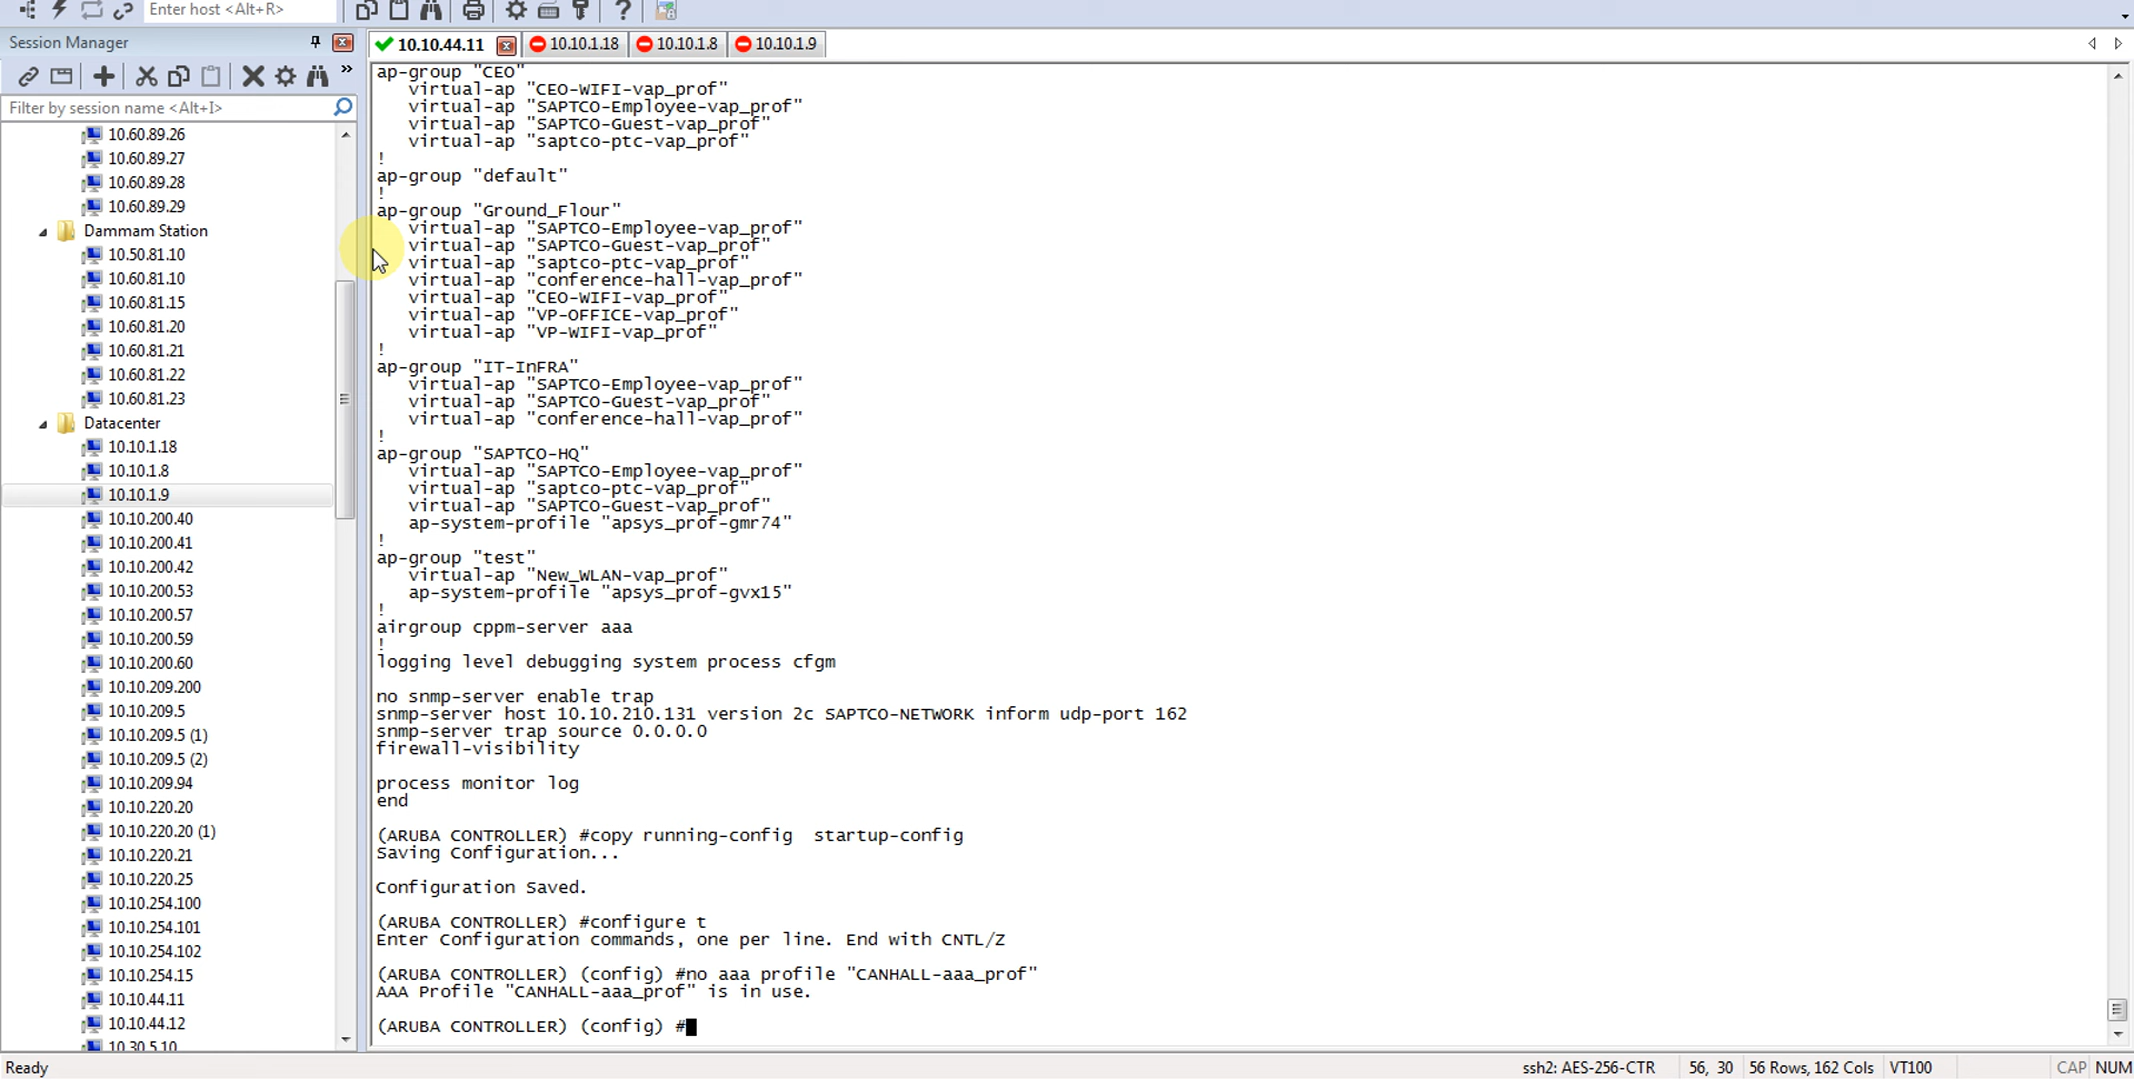 Enter host <Alt+R>
Session Manager
10.10.44.11
10.10.1.18
10.10.1.8
10.10.1.9
Filter by session name <Alt+I>
10.60.89.26
10.60.89.27
10.60.89.28
10.60.89.29
Dammam Station
10.50.81.10
10.60.81.10
10.60.81.15
10.60.81.20
10.60.81.21
10.60.81.22
10.60.81.23
Datacenter
10.10.1.18
10.10.1.8
10.10.1.9
10.10.200.40
10.10.200.41
10.10.200.42
10.10.200.53
10.10.200.57
10.10.200.59
10.10.200.60
10.10.209.200
10.10.209.5
10.10.209.5 (1)
10.10.209.5 (2)
10.10.209.94
10.10.220.20
10.10.220.20 (1)
10.10.220.21
10.10.220.25
10.10.254.100
10.10.254.101
10.10.254.102
10.10.254.15
10.10.44.11
10.10.44.12
10.30.5.10
ap-group "CEO"
virtual-ap "CEO-WIFI-vap_prof"
virtual-ap "SAPTCO-Employee-vap_prof"
virtual-ap "SAPTCO-Guest-vap_prof"
virtual-ap "saptco-ptc-vap_prof"
!
ap-group "default"
!
ap-group "Ground_Flour"
virtual-ap "SAPTCO-Employee-vap_prof"
virtual-ap "SAPTCO-Guest-vap_prof"
virtual-ap "saptco-ptc-vap_prof"
virtual-ap "conference-hall-vap_prof"
virtual-ap "CEO-WIFI-vap_prof"
virtual-ap "VP-OFFICE-vap_prof"
virtual-ap "VP-WIFI-vap_prof"
!
ap-group "IT-InFRA"
virtual-ap "SAPTCO-Employee-vap_prof"
virtual-ap "SAPTCO-Guest-vap_prof"
virtual-ap "conference-hall-vap_prof"
!
ap-group "SAPTCO-HQ"
virtual-ap "SAPTCO-Employee-vap_prof"
virtual-ap "saptco-ptc-vap_prof"
virtual-ap "SAPTCO-Guest-vap_prof"
ap-system-profile "apsys_prof-gmr74"
!
ap-group "test"
virtual-ap "New_WLAN-vap_prof"
ap-system-profile "apsys_prof-gvx15"
!
airgroup cppm-server aaa
!
logging level debugging system process cfgm
no snmp-server enable trap
snmp-server host 10.10.210.131 version 2c SAPTCO-NETWORK inform udp-port 162
snmp-server trap source 0.0.0.0
firewall-visibility
process monitor log
end
(ARUBA CONTROLLER) #copy running-config  startup-config
Saving Configuration...
Configuration Saved.
(ARUBA CONTROLLER) #configure t
Enter Configuration commands, one per line. End with CNTL/Z
(ARUBA CONTROLLER) (config) #no aaa profile "CANHALL-aaa_prof"
AAA Profile "CANHALL-aaa_prof" is in use.
(ARUBA CONTROLLER) (config) #
Ready
ssh2: AES-256-CTR
56, 30
56 Rows, 162 Cols
VT100
CAP
NUM